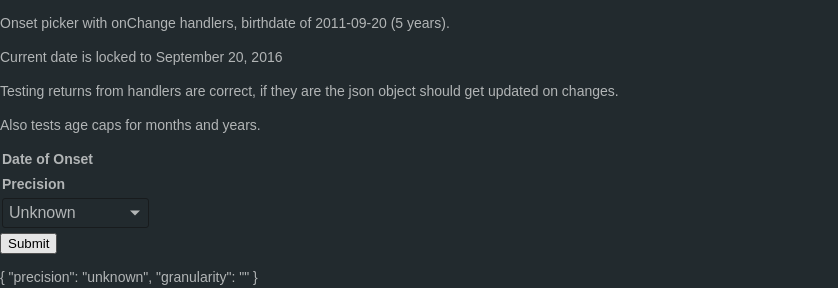 Onset picker with onChange handlers, birthdate of 2011-09-20 (5 years).
Current date is locked to September 20, 2016
Testing returns from handlers are correct, if they are the json object should get updated on changes.
Also tests age caps for months and years.
Date of Onset
Precision
Unknown
Submit
{ "precision": "unknown", "granularity": "" }